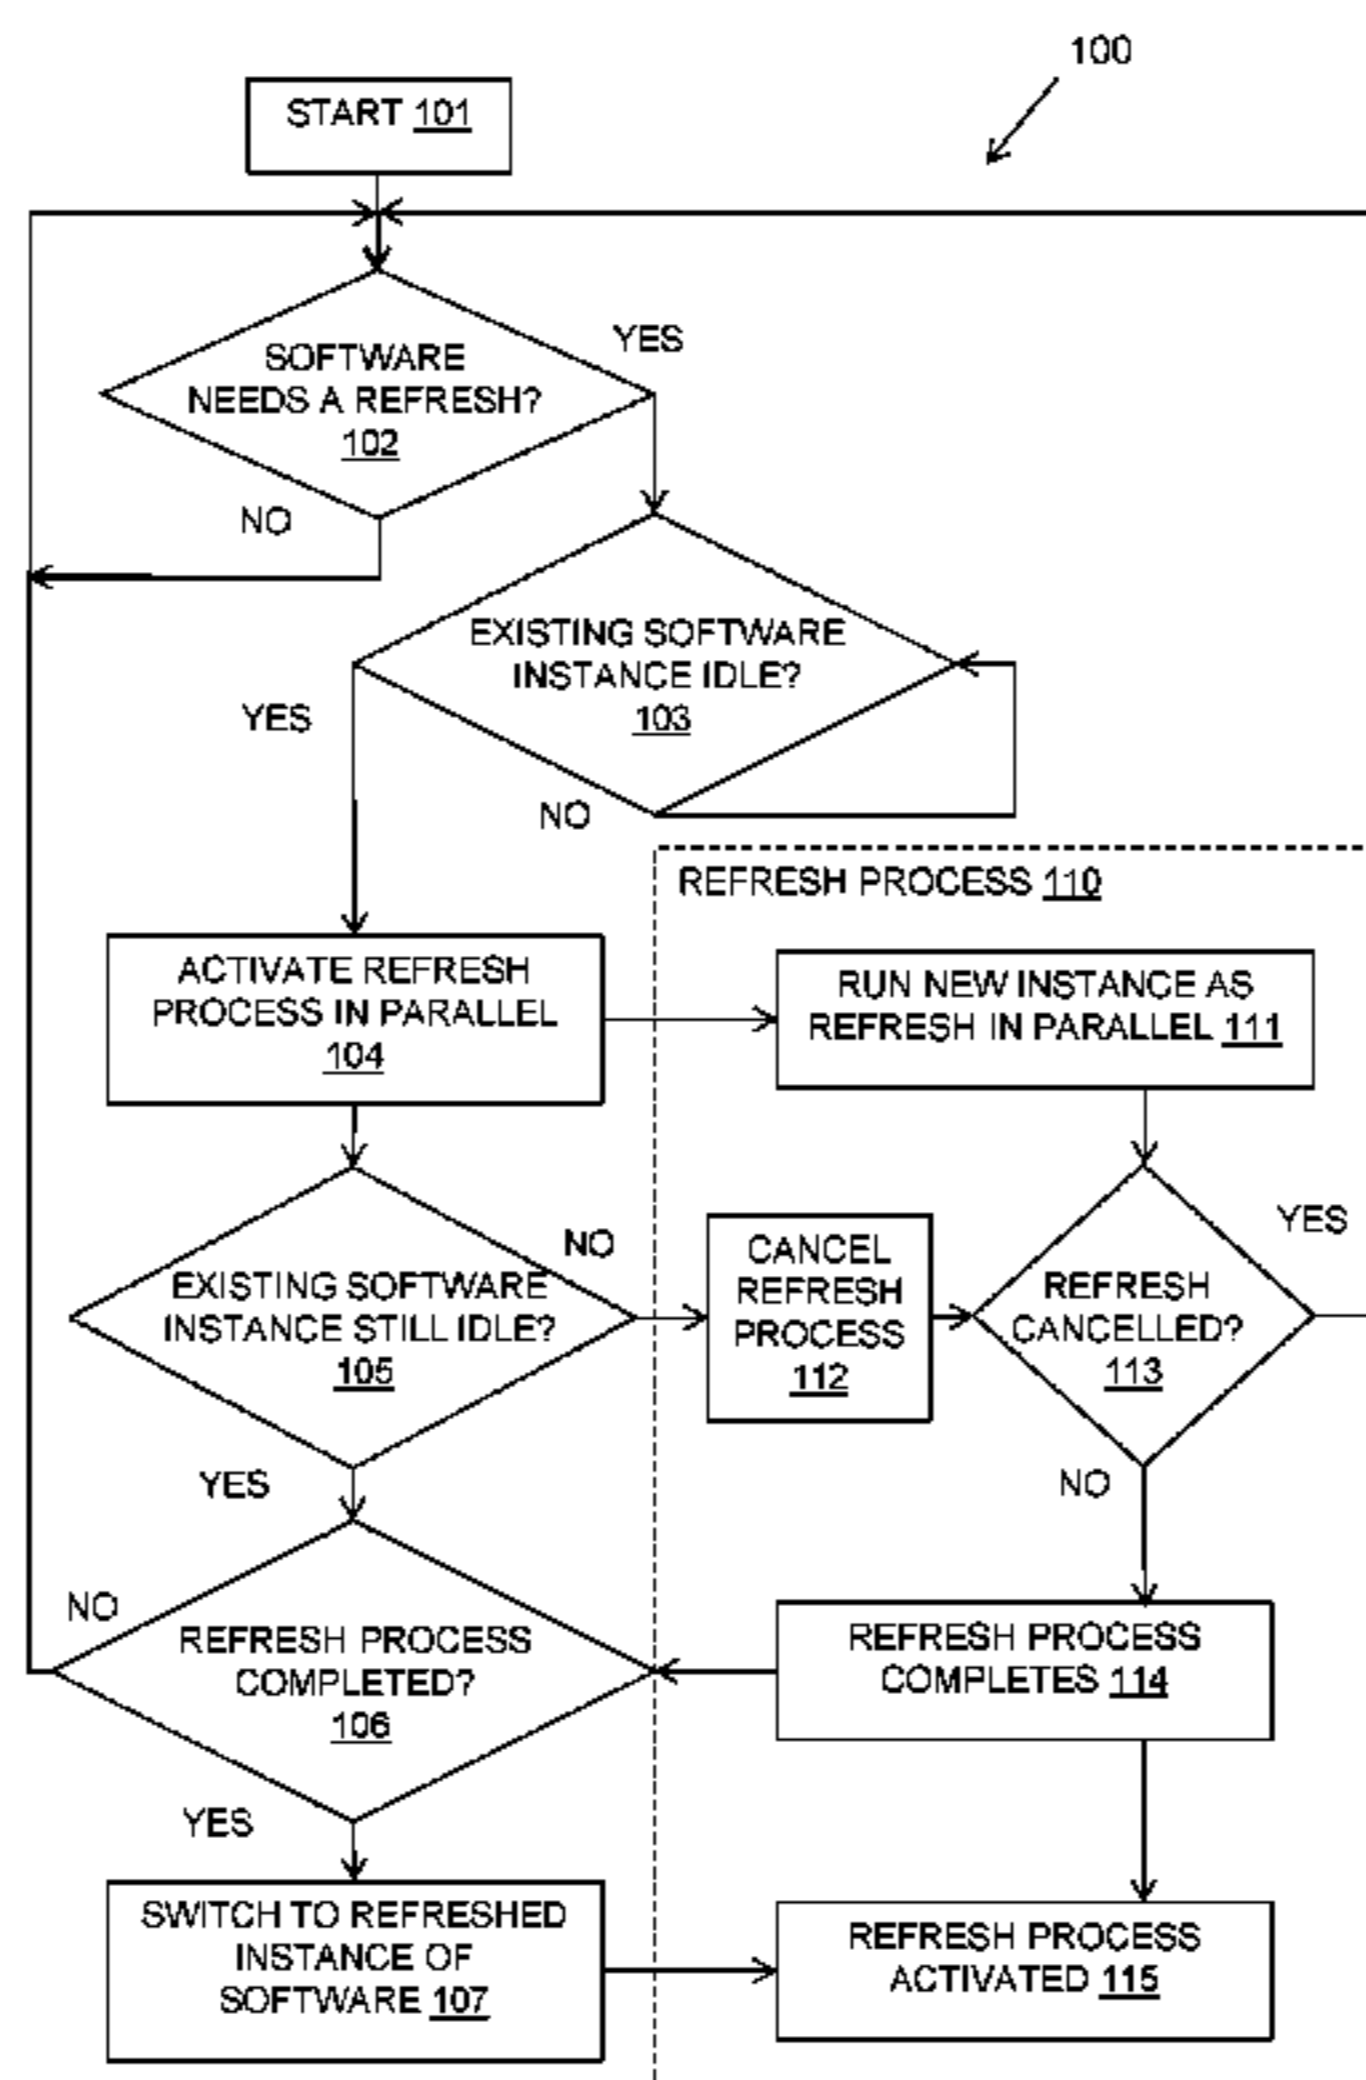 100
START 101
SOFTWARE
NEEDS A REFRESH?
102
YES
NO
EXISTING SOFTWARE
INSTANCE IDLE?
103
YES
NO
REFRESH PROCESS 110
ACTIVATE REFRESH
PROCESS IN PARALLEL
104
RUN NEW INSTANCE AS
REFRESH IN PARALLEL 111
EXISTING SOFTWARE
INSTANCE STILL IDLE?
105
NO
YES
CANCEL
REFRESH
PROCESS
112
REFRESH
CANCELLED?
113
YES
NO
REFRESH PROCESS
COMPLETED?
106
NO
YES
REFRESH PROCESS
COMPLETES 114
SWITCH TO REFRESHED
INSTANCE OF
SOFTWARE 107
REFRESH PROCESS
ACTIVATED 115